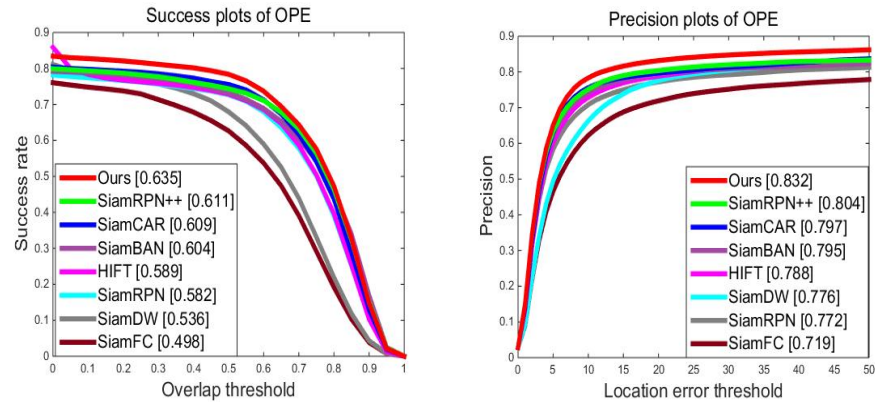 Success plots of OPE
0.9
0.8
0.7
0.6
0.5
0.4
0.3
0.2
0.1
0
Success rate
Ours [0.635]
SiamRPN++ [0.611]
SiamCAR [0.609]
SiamBAN [0.604]
HIFT [0.589]
SiamRPN [0.582]
SiamDW [0.536]
SiamFC [0.498]
0 0.1 0.2 0.3 0.4 0.5 0.6 0.7 0.8 0.9 1
Overlap threshold
Precision plots of OPE
0.9
0.8
0.7
0.6
0.5
0.4
0.3
0.2
0.1
0
Precision
Ours [0.832]
SiamRPN++ [0.804]
SiamCAR [0.797]
SiamBAN [0.795]
HIFT [0.788]
SiamDW [0.776]
SiamRPN [0.772]
SiamFC [0.719]
0 5 10 15 20 25 30 35 40 45 50
Location error threshold